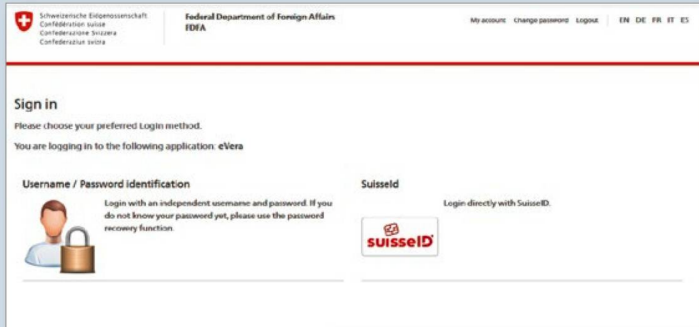 Schweizerische Eidgenossenschaft
Confédération suisse
Confederazione Svizzera
Confederaziun svizra
Federal Department of Foreign Affairs
FDFA
My account Change password Logout EN DE FR IT ES
Sign in
Please choose your preferred Login method.
You are logging in to the following application: eVera
Username / Password identification
Login with an independent username and password. If you
do not know your password yet, please use the password
recovery function.
SuisseId
Login directly with SuisseID.
suisseID